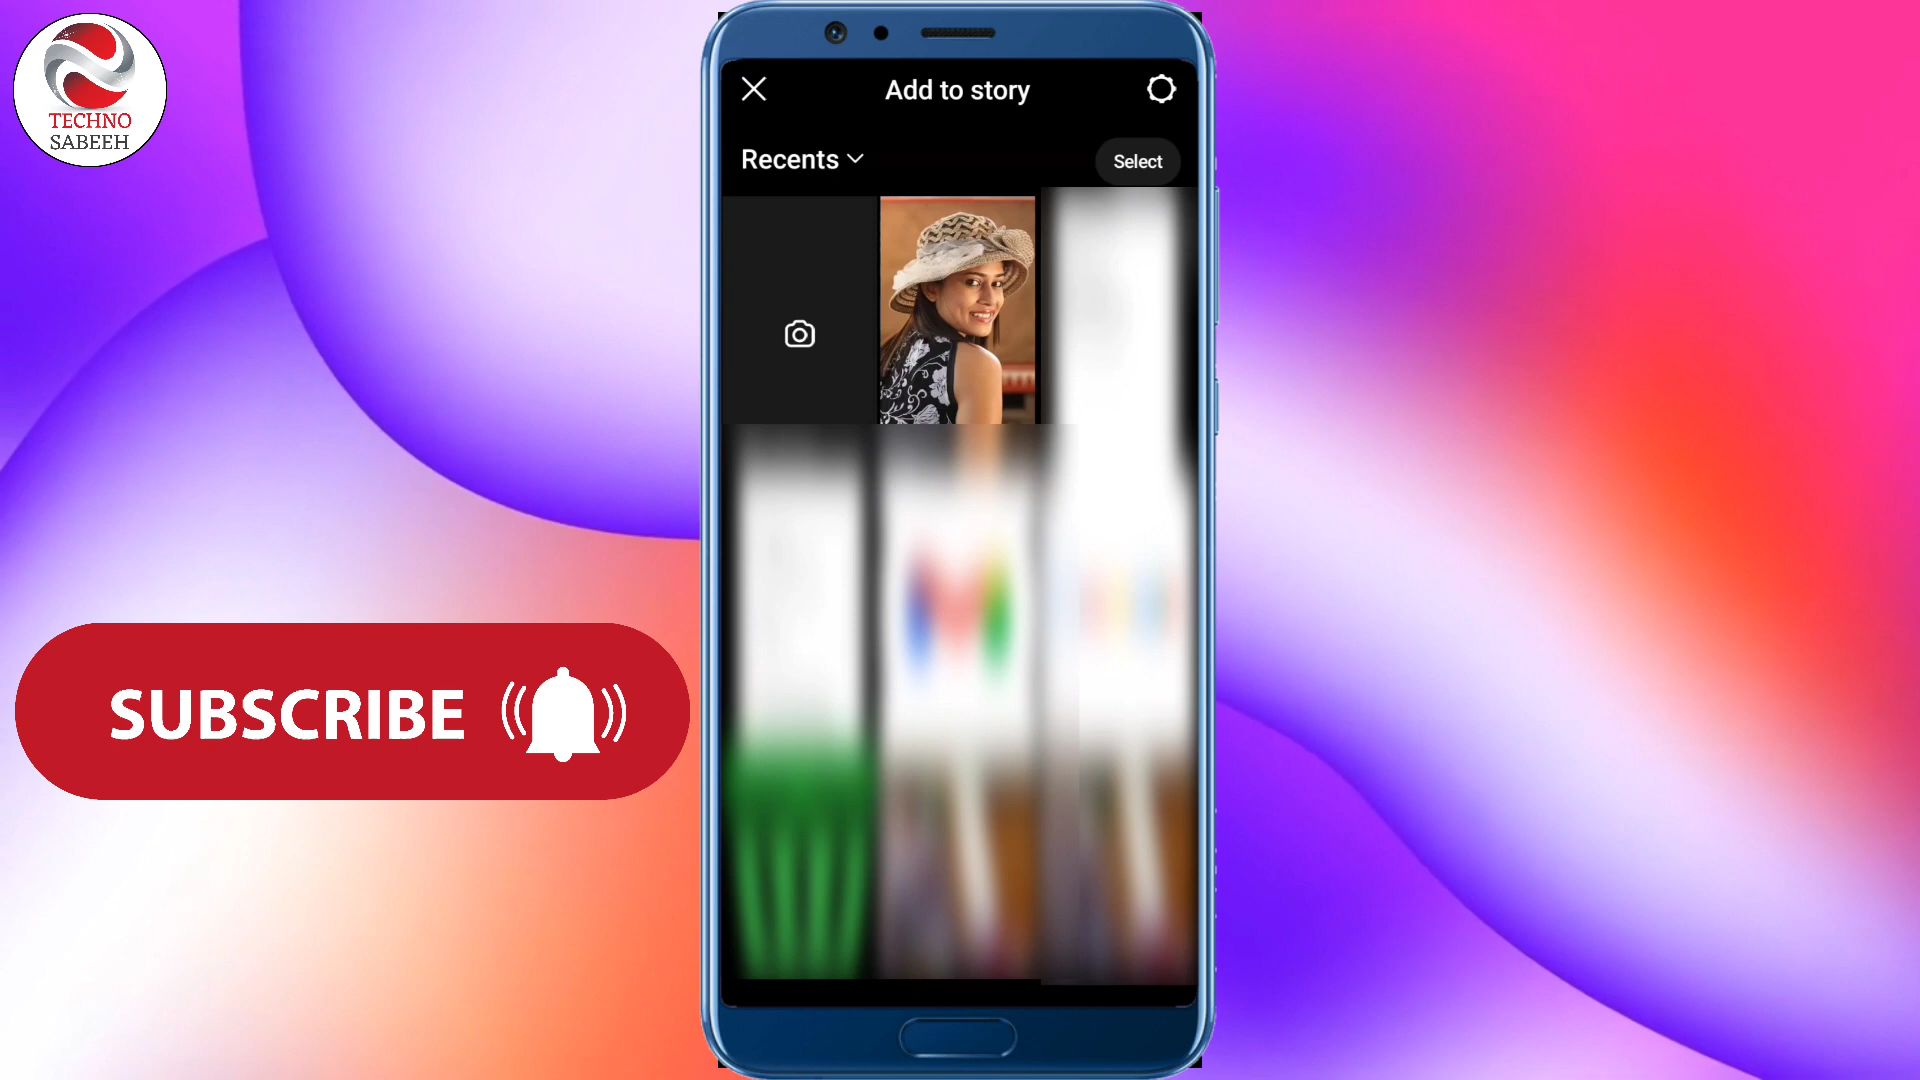 TECHNO
SABEEH
Add to story
Recents
Select
SUBSCRIBE